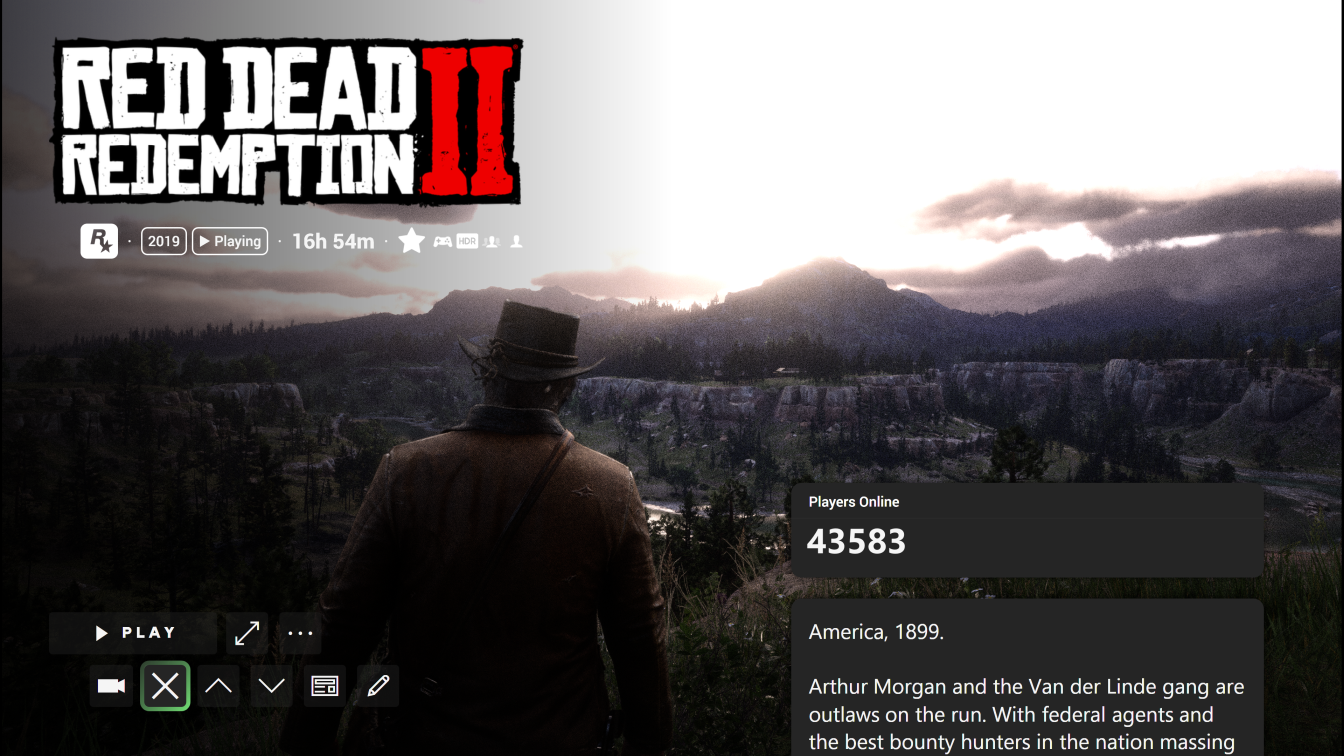 RED DEAD
REDEMPTION II
R
2019 Playing 16h 54m HDR
Players Online
43583
PLAY
America, 1899.
Arthur Morgan and the Van der Linde gang are
outlaws on the run. With federal agents and
the best bounty hunters in the nation massing